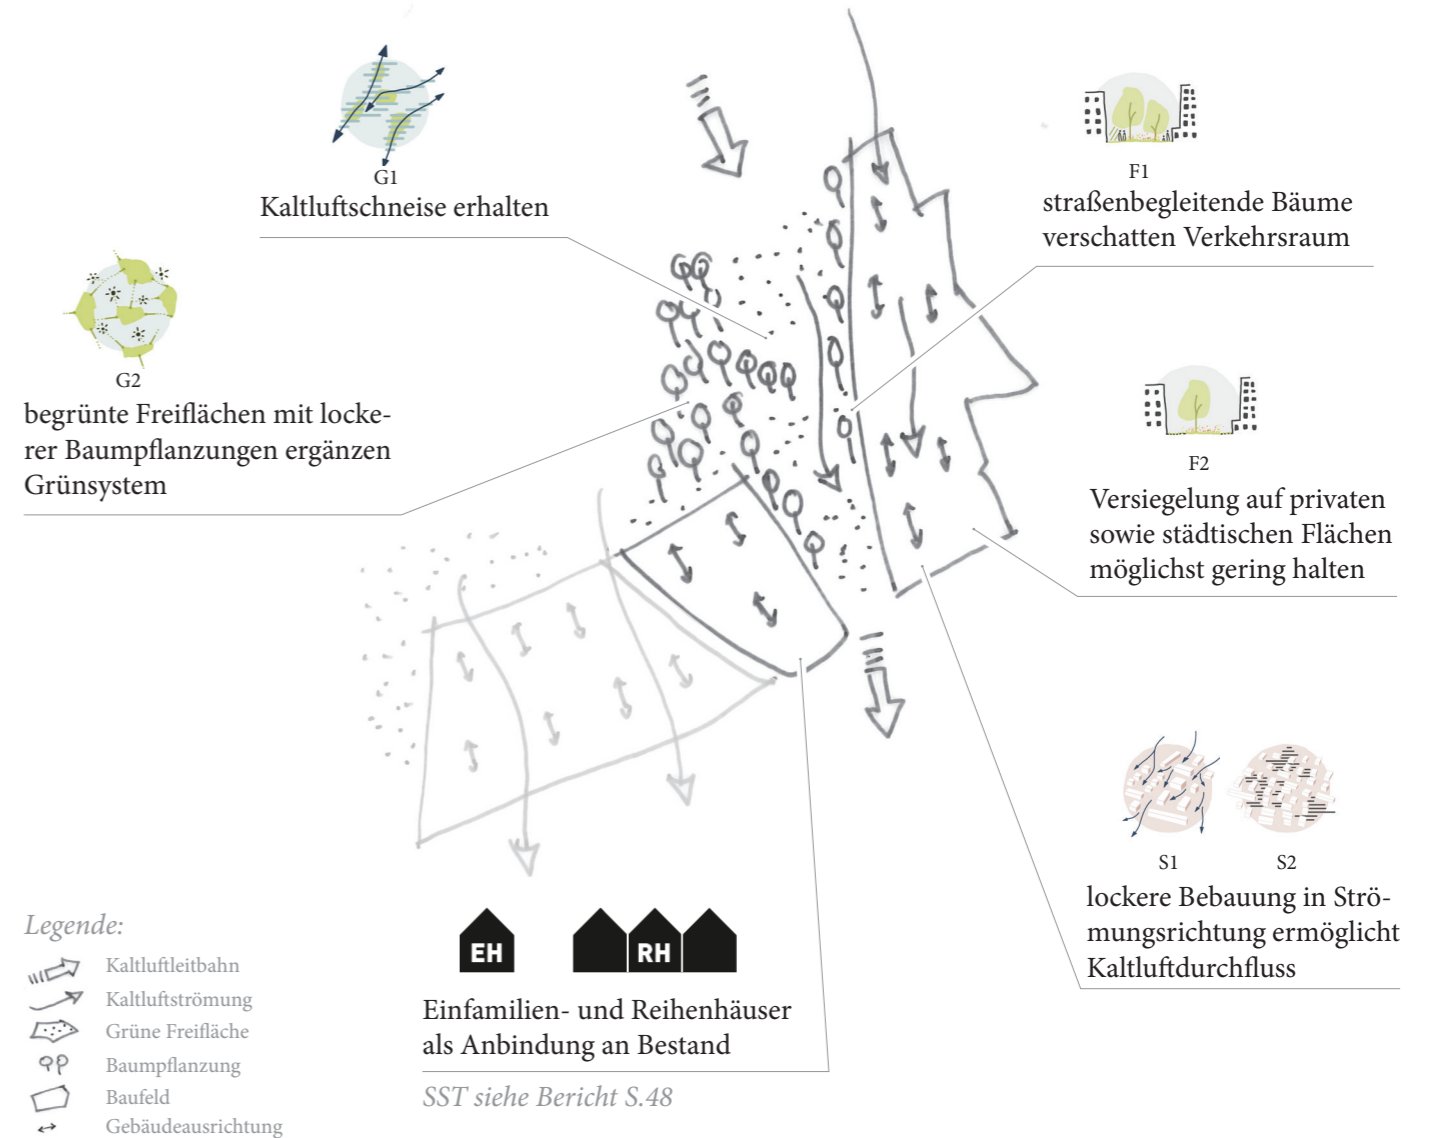 G1
Kaltluftschneise erhalten
G2
begrünte Freiflächen mit locke-
rer Baumpflanzungen ergänzen
Grünsystem
F1
straßenbegleitende Bäume
verschatten Verkehrsraum
F2
Versiegelung auf privaten
sowie städtischen Flächen
möglichst gering halten
S1 S2
lockere Bebauung in Strö-
mungsrichtung ermöglicht
Kaltluftdurchfluss
EH RH
Einfamilien- und Reihenhäuser
als Anbindung an Bestand
SST siehe Bericht S.48
Legende:
Kaltluftleitbahn
Kaltluftströmung
Grüne Freifläche
Baumpflanzung
Baufeld
Gebäudeausrichtung